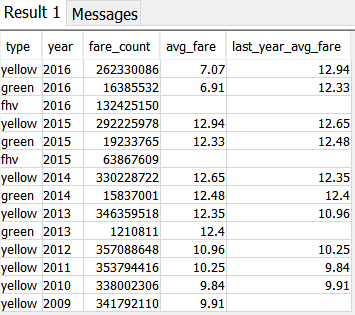 Result 1 Messages
type year fare_count avg_fare last_year_avg_fare
yellow 2016 262330086 7.07 12.94
green 2016 16385532 6.91 12.33
fhv 2016 132425150
yellow 2015 292225978 12.94 12.65
green 2015 19233765 12.33 12.48
fhv 2015 63867609
yellow 2014 330228722 12.65 12.35
green 2014 15837001 12.48 12.4
yellow 2013 346359518 12.35 10.96
green 2013 1210811 12.4
yellow 2012 357088648 10.96 10.25
yellow 2011 353794416 10.25 9.84
yellow 2010 338002306 9.84 9.91
yellow 2009 341792110 9.91